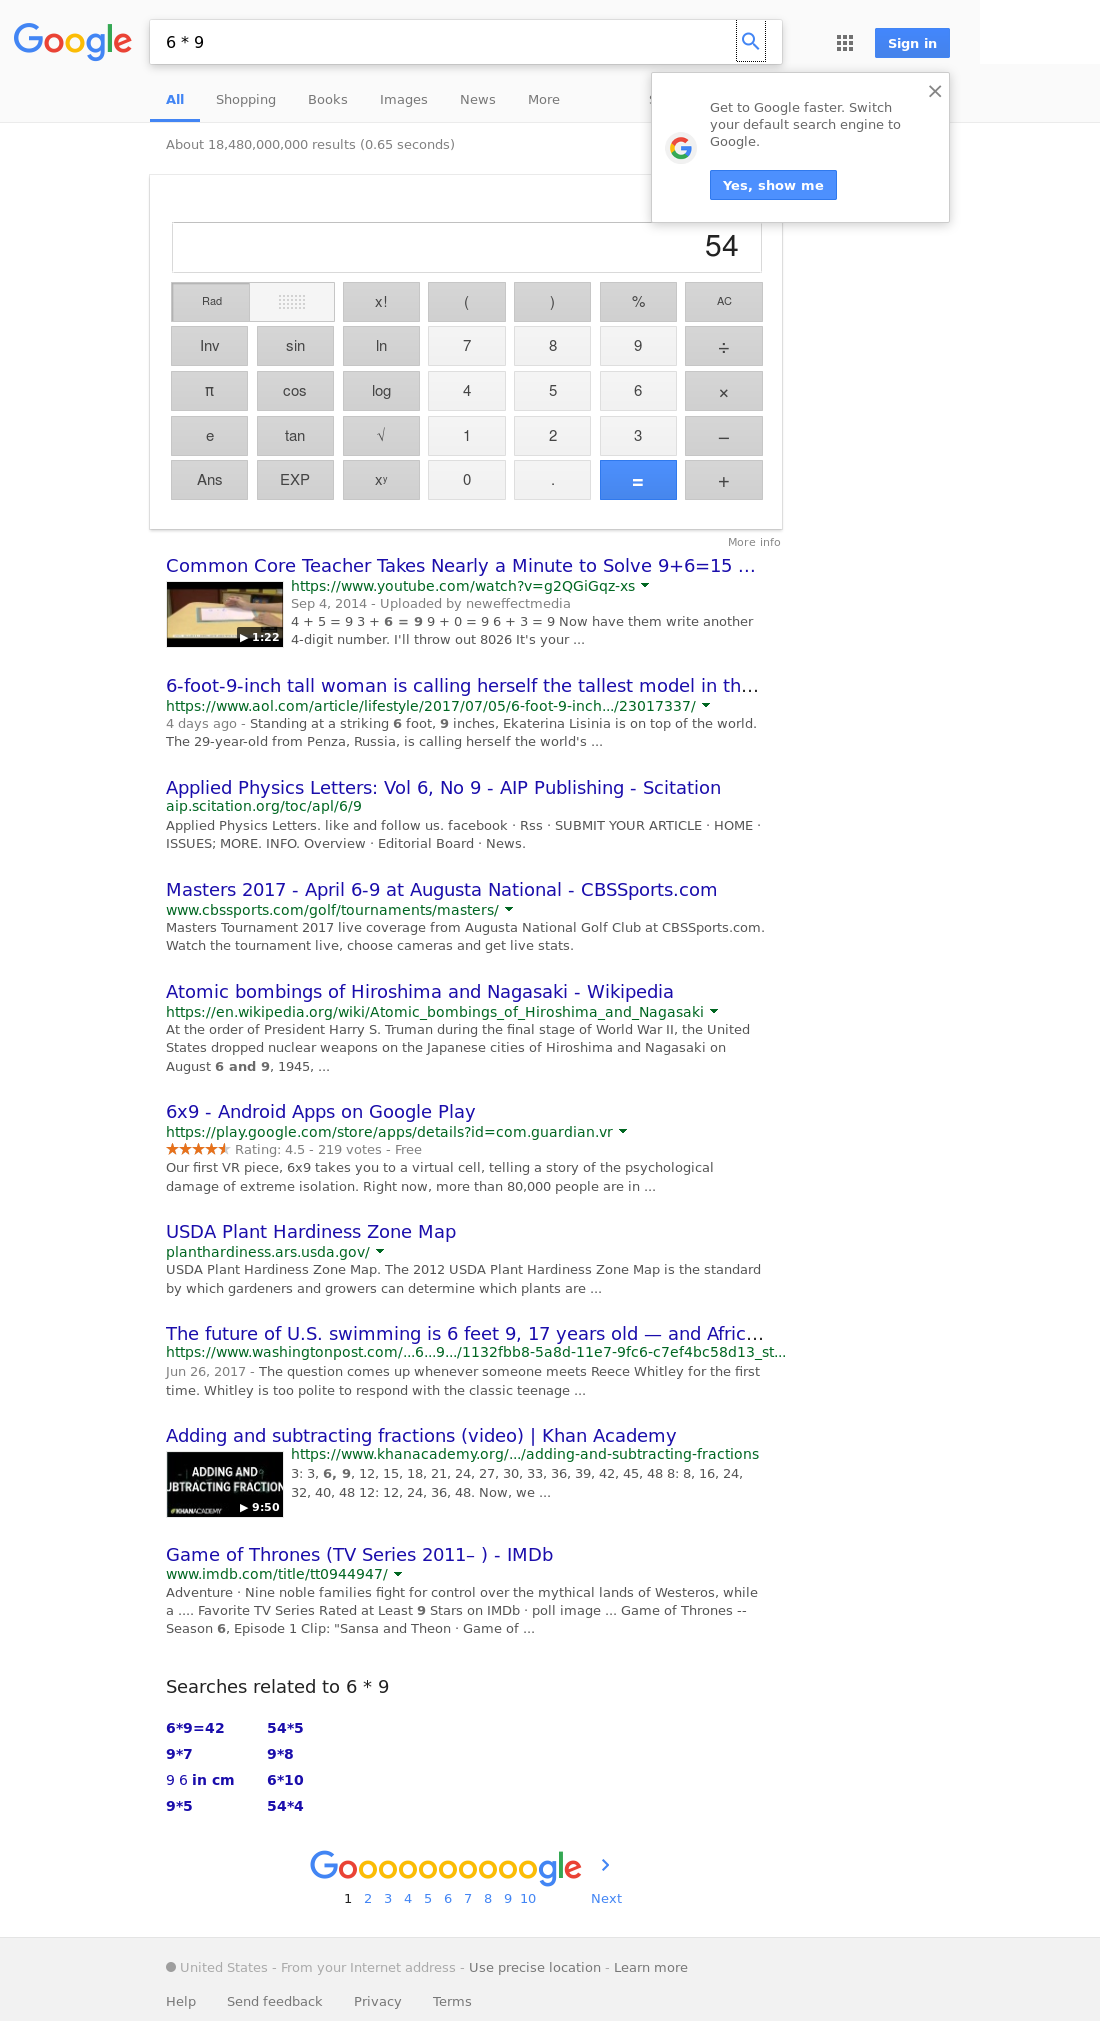 Google
6 * 9
Sign in
All Shopping Books Images News More
Get to Google faster. Switch
your default search engine to
Google.
Yes, show me
About 18,480,000,000 results (0.65 seconds)
54
Rad x! ( ) % AC
Inv sin ln 7 8 9 ÷
π cos log 4 5 6 ×
e tan √ 1 2 3 −
Ans EXP xʸ 0 . = +
More info
Common Core Teacher Takes Nearly a Minute to Solve 9+6=15 ...
https://www.youtube.com/watch?v=g2QGiGqz-xs
Sep 4, 2014 - Uploaded by neweffectmedia
4 + 5 = 9 3 + 6 = 9 9 + 0 = 9 6 + 3 = 9 Now have them write another
4-digit number. I'll throw out 8026 It's your ...
▶ 1:22
6-foot-9-inch tall woman is calling herself the tallest model in th...
https://www.aol.com/article/lifestyle/2017/07/05/6-foot-9-inch.../23017337/
4 days ago - Standing at a striking 6 foot, 9 inches, Ekaterina Lisinia is on top of the world.
The 29-year-old from Penza, Russia, is calling herself the world's ...
Applied Physics Letters: Vol 6, No 9 - AIP Publishing - Scitation
aip.scitation.org/toc/apl/6/9
Applied Physics Letters. like and follow us. facebook · Rss · SUBMIT YOUR ARTICLE · HOME ·
ISSUES; MORE. INFO. Overview · Editorial Board · News.
Masters 2017 - April 6-9 at Augusta National - CBSSports.com
www.cbssports.com/golf/tournaments/masters/
Masters Tournament 2017 live coverage from Augusta National Golf Club at CBSSports.com.
Watch the tournament live, choose cameras and get live stats.
Atomic bombings of Hiroshima and Nagasaki - Wikipedia
https://en.wikipedia.org/wiki/Atomic_bombings_of_Hiroshima_and_Nagasaki
At the order of President Harry S. Truman during the final stage of World War II, the United
States dropped nuclear weapons on the Japanese cities of Hiroshima and Nagasaki on
August 6 and 9, 1945, ...
6x9 - Android Apps on Google Play
https://play.google.com/store/apps/details?id=com.guardian.vr
Rating: 4.5 - 219 votes - Free
Our first VR piece, 6x9 takes you to a virtual cell, telling a story of the psychological
damage of extreme isolation. Right now, more than 80,000 people are in ...
USDA Plant Hardiness Zone Map
planthardiness.ars.usda.gov/
USDA Plant Hardiness Zone Map. The 2012 USDA Plant Hardiness Zone Map is the standard
by which gardeners and growers can determine which plants are ...
The future of U.S. swimming is 6 feet 9, 17 years old — and Afric...
https://www.washingtonpost.com/...6...9.../1132fbb8-5a8d-11e7-9fc6-c7ef4bc58d13_st...
Jun 26, 2017 - The question comes up whenever someone meets Reece Whitley for the first
time. Whitley is too polite to respond with the classic teenage ...
Adding and subtracting fractions (video) | Khan Academy
https://www.khanacademy.org/.../adding-and-subtracting-fractions
3: 3, 6, 9, 12, 15, 18, 21, 24, 27, 30, 33, 36, 39, 42, 45, 48 8: 8, 16, 24,
32, 40, 48 12: 12, 24, 36, 48. Now, we ...
ADDING AND
UBTRACTING FRACTION
KHANACADEMY ▶ 9:50
Game of Thrones (TV Series 2011– ) - IMDb
www.imdb.com/title/tt0944947/
Adventure · Nine noble families fight for control over the mythical lands of Westeros, while
a .... Favorite TV Series Rated at Least 9 Stars on IMDb · poll image ... Game of Thrones --
Season 6, Episode 1 Clip: "Sansa and Theon · Game of ...
Searches related to 6 * 9
6*9=42 54*5
9*7 9*8
9 6 in cm 6*10
9*5 54*4
Goooooooooogle
1 2 3 4 5 6 7 8 9 10 Next
United States - From your Internet address - Use precise location - Learn more
Help Send feedback Privacy Terms